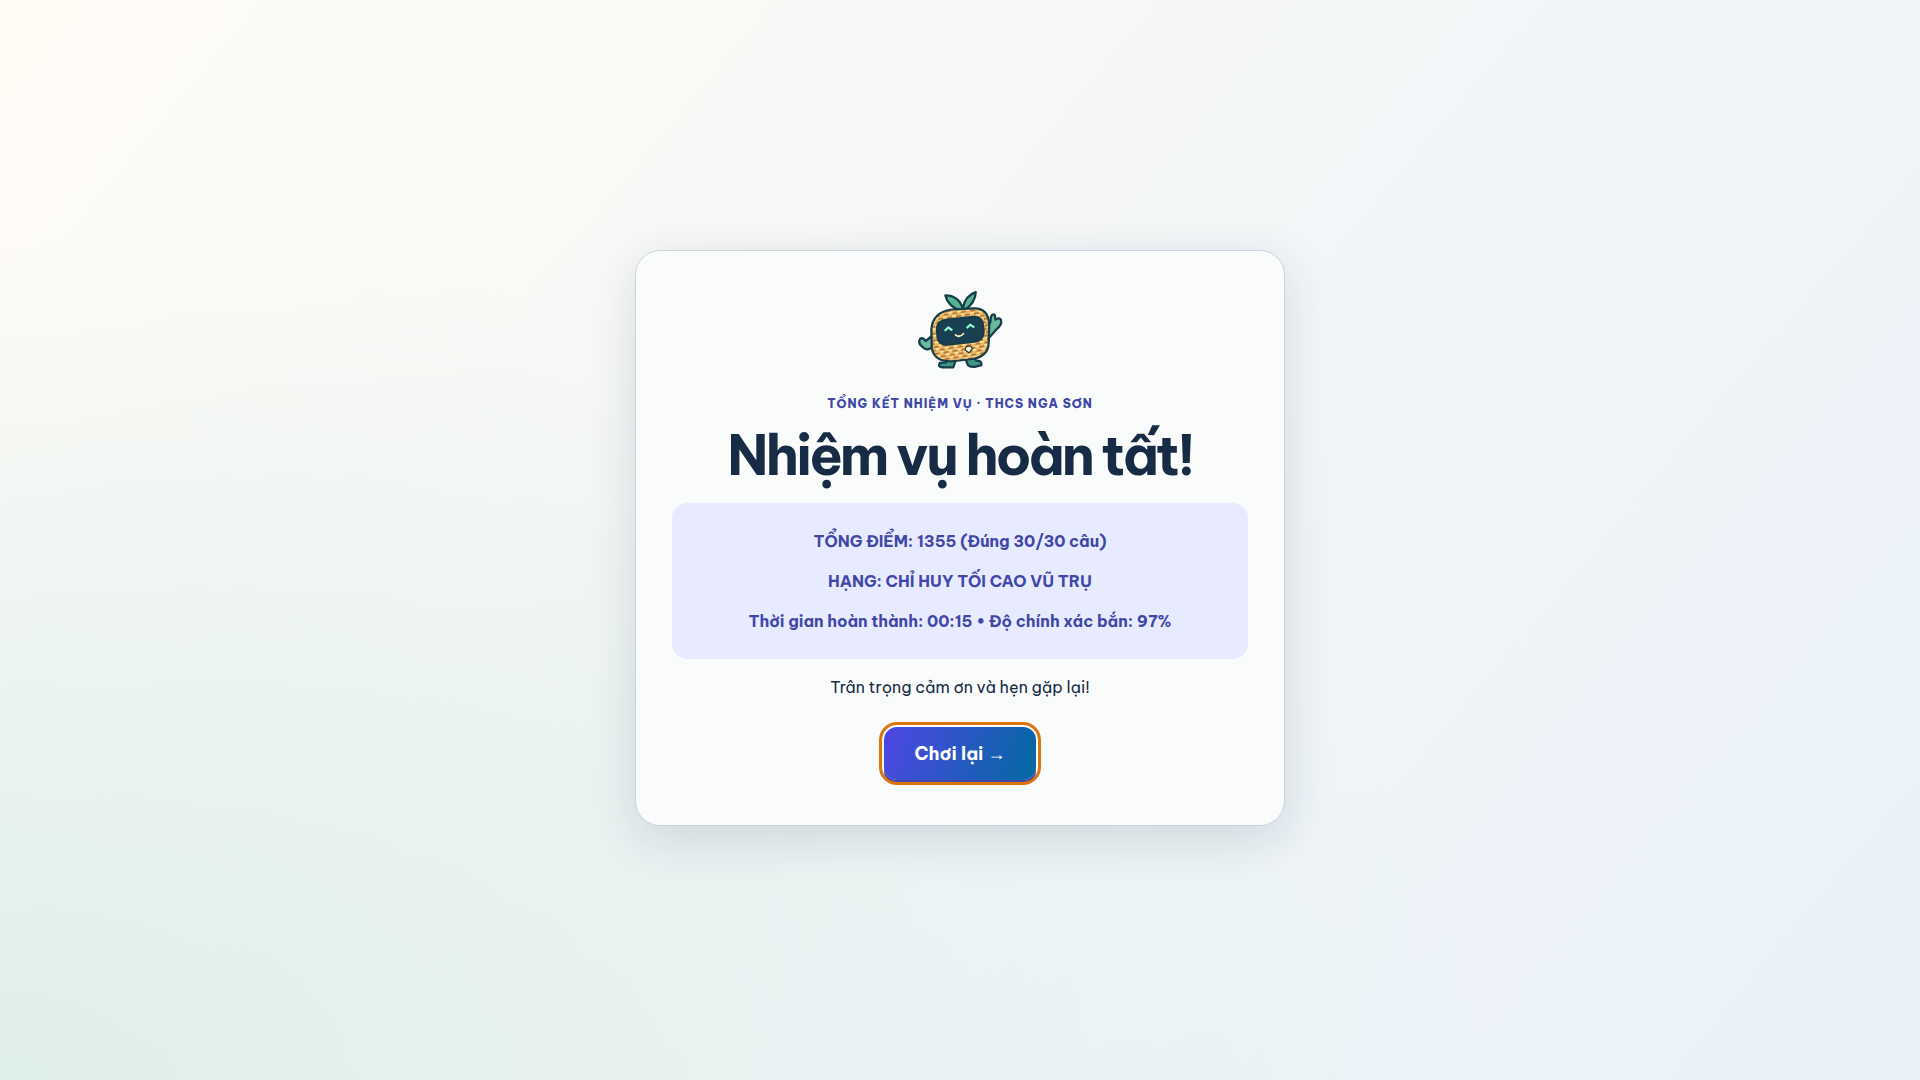 TỔNG KẾT NHIỆM VỤ · THCS NGA SƠN
Nhiệm vụ hoàn tất!
TỔNG ĐIỂM: 1355 (Đúng 30/30 câu)
HẠNG: CHỈ HUY TỐI CAO VŨ TRỤ
Thời gian hoàn thành: 00:15 • Độ chính xác bắn: 97%
Trân trọng cảm ơn và hẹn gặp lại!
Chơi lại →